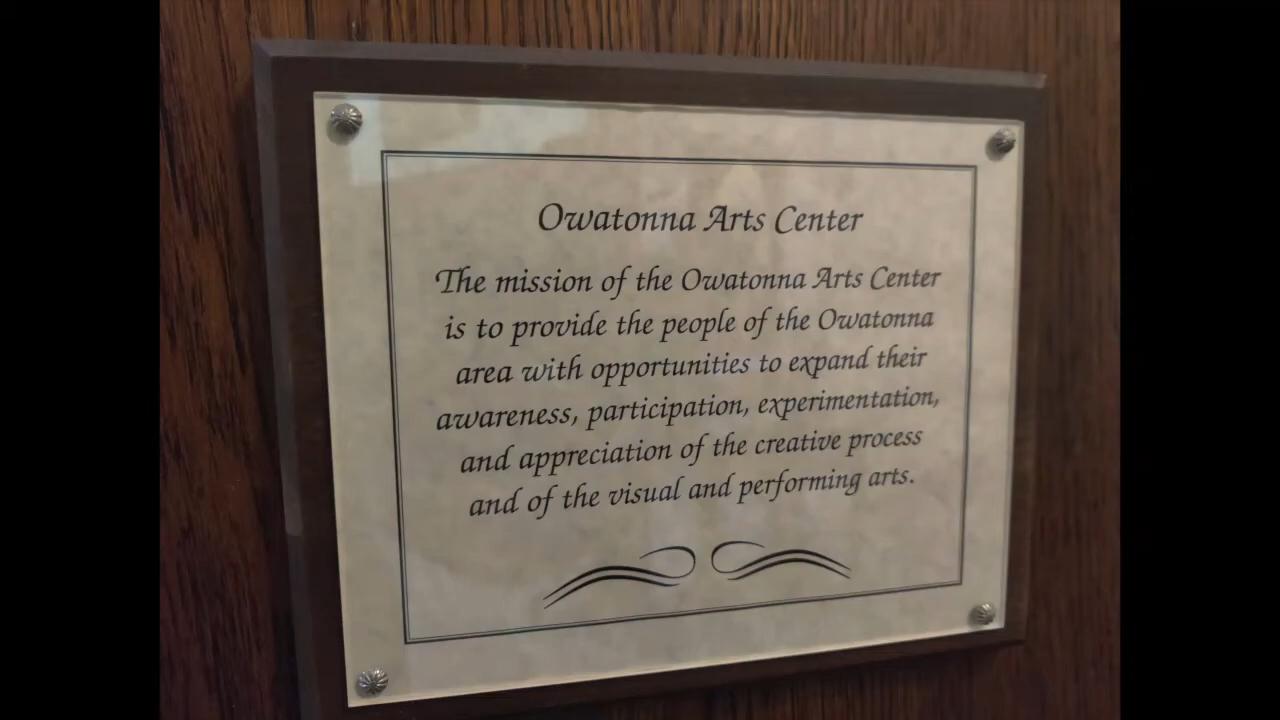 Owatonna Arts Center
The mission of the Owatonna Arts Center
is to provide the people of the Owatonna
area with opportunities to expand their
awareness, participation, experimentation,
and appreciation of the creative process
and of the visual and performing arts.